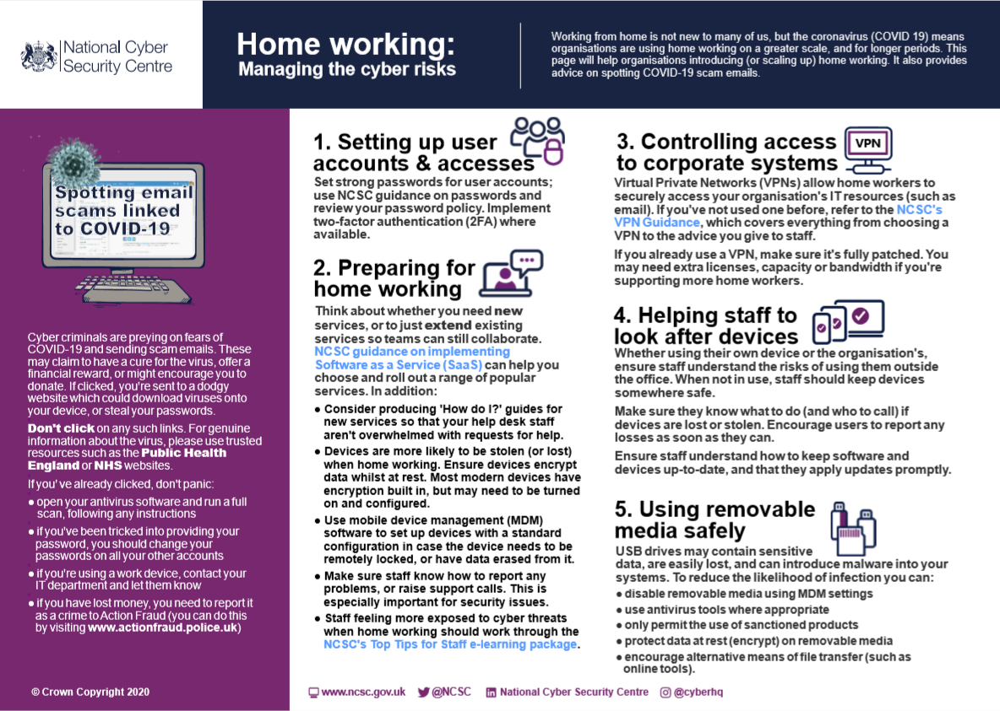 National Cyber
Security Centre
Home working:
Managing the cyber risks
Working from home is not new to many of us, but the coronavirus (COVID 19) means
organisations are using home working on a greater scale, and for longer periods. This
page will help organisations introducing (or scaling up) home working. It also provides
advice on spotting COVID-19 scam emails.
Spotting email
scams linked
to COVID-19
Cyber criminals are preying on fears of
COVID-19 and sending scam emails. These
may claim to have a cure for the virus, offer a
financial reward, or might encourage you to
donate. If clicked, you're sent to a dodgy
website which could download viruses onto
your device, or steal your passwords.
Don't click on any such links. For genuine
information about the virus, please use trusted
resources such as the Public Health
England or NHS websites.
If you've already clicked, don't panic:
● open your antivirus software and run a full
scan, following any instructions
● if you've been tricked into providing your
password, you should change your
passwords on all your other accounts
● if you're using a work device, contact your
IT department and let them know
● if you have lost money, you need to report it
as a crime to Action Fraud (you can do this
by visiting www.actionfraud.police.uk)
© Crown Copyright 2020
1. Setting up user
accounts & accesses
Set strong passwords for user accounts;
use NCSC guidance on passwords and
review your password policy. Implement
two-factor authentication (2FA) where
available.
2. Preparing for
home working
Think about whether you need new
services, or to just extend existing
services so teams can still collaborate.
NCSC guidance on implementing
Software as a Service (SaaS) can help you
choose and roll out a range of popular
services. In addition:
● Consider producing 'How do I?' guides for
new services so that your help desk staff
aren't overwhelmed with requests for help.
● Devices are more likely to be stolen (or lost)
when home working. Ensure devices encrypt
data whilst at rest. Most modern devices have
encryption built in, but may need to be turned
on and configured.
● Use mobile device management (MDM)
software to set up devices with a standard
configuration in case the device needs to be
remotely locked, or have data erased from it.
● Make sure staff know how to report any
problems, or raise support calls. This is
especially important for security issues.
● Staff feeling more exposed to cyber threats
when home working should work through the
NCSC's Top Tips for Staff e-learning package.
3. Controlling access
to corporate systems
VPN
Virtual Private Networks (VPNs) allow home workers to
securely access your organisation's IT resources (such as
email). If you've not used one before, refer to the NCSC's
VPN Guidance, which covers everything from choosing a
VPN to the advice you give to staff.
If you already use a VPN, make sure it's fully patched. You
may need extra licenses, capacity or bandwidth if you're
supporting more home workers.
4. Helping staff to
look after devices
Whether using their own device or the organisation's,
ensure staff understand the risks of using them outside
the office. When not in use, staff should keep devices
somewhere safe.
Make sure they know what to do (and who to call) if
devices are lost or stolen. Encourage users to report any
losses as soon as they can.
Ensure staff understand how to keep software and
devices up-to-date, and that they apply updates promptly.
5. Using removable
media safely
USB drives may contain sensitive
data, are easily lost, and can introduce malware into your
systems. To reduce the likelihood of infection you can:
● disable removable media using MDM settings
● use antivirus tools where appropriate
● only permit the use of sanctioned products
● protect data at rest (encrypt) on removable media
● encourage alternative means of file transfer (such as
online tools).
www.ncsc.gov.uk @NCSC National Cyber Security Centre @cyberhq